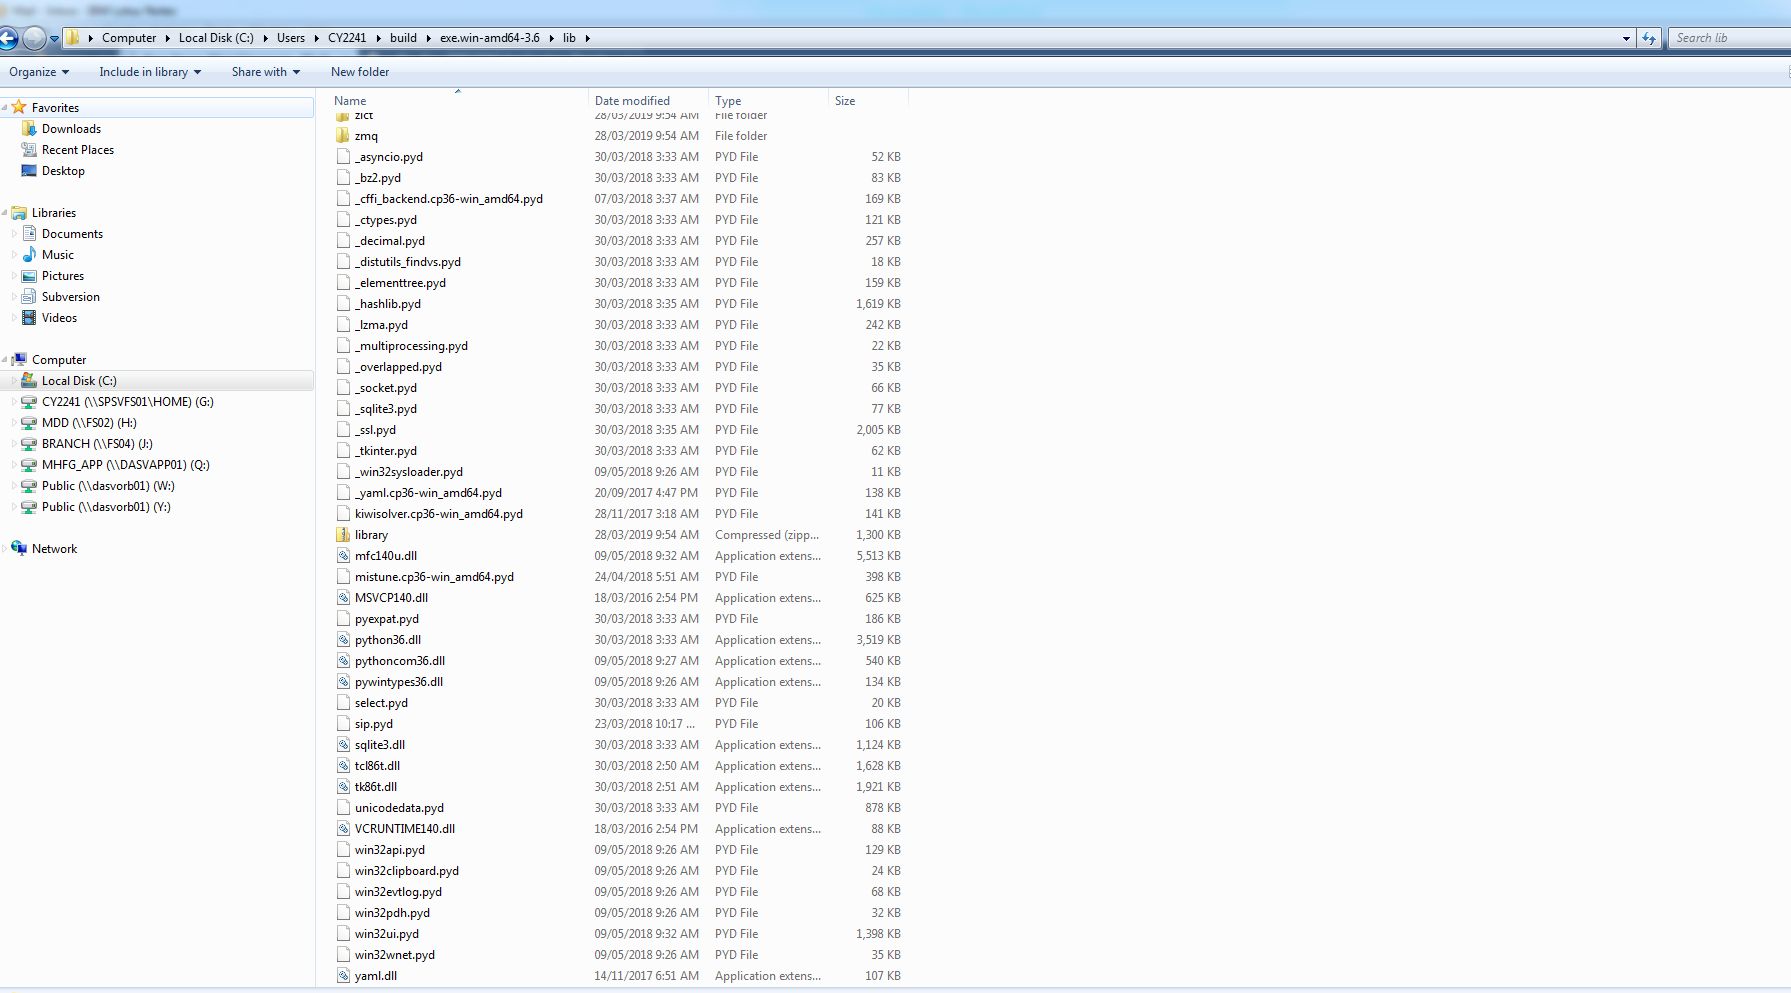 Computer Local Disk (C:) Users CY2241 build exe.win-amd64-3.6 lib Search lib
Organize Include in library Share with New folder
Favorites
Downloads
Recent Places
Desktop
Libraries
Documents
Music
Pictures
Subversion
Videos
Computer
Local Disk (C:)
CY2241 (\\SPSVFS01\HOME) (G:)
MDD (\\FS02) (H:)
BRANCH (\\FS04) (J:)
MHFG_APP (\\DASVAPP01) (Q:)
Public (\\dasvorb01) (W:)
Public (\\dasvorb01) (Y:)
Network
Name Date modified Type Size
zict 28/03/2019 9:54 AM File folder
zmq 28/03/2019 9:54 AM File folder
_asyncio.pyd 30/03/2018 3:33 AM PYD File 52 KB
_bz2.pyd 30/03/2018 3:33 AM PYD File 83 KB
_cffi_backend.cp36-win_amd64.pyd 07/03/2018 3:37 AM PYD File 169 KB
_ctypes.pyd 30/03/2018 3:33 AM PYD File 121 KB
_decimal.pyd 30/03/2018 3:33 AM PYD File 257 KB
_distutils_findvs.pyd 30/03/2018 3:33 AM PYD File 18 KB
_elementtree.pyd 30/03/2018 3:33 AM PYD File 159 KB
_hashlib.pyd 30/03/2018 3:35 AM PYD File 1,619 KB
_lzma.pyd 30/03/2018 3:33 AM PYD File 242 KB
_multiprocessing.pyd 30/03/2018 3:33 AM PYD File 22 KB
_overlapped.pyd 30/03/2018 3:33 AM PYD File 35 KB
_socket.pyd 30/03/2018 3:33 AM PYD File 66 KB
_sqlite3.pyd 30/03/2018 3:33 AM PYD File 77 KB
_ssl.pyd 30/03/2018 3:35 AM PYD File 2,005 KB
_tkinter.pyd 30/03/2018 3:33 AM PYD File 62 KB
_win32sysloader.pyd 09/05/2018 9:26 AM PYD File 11 KB
_yaml.cp36-win_amd64.pyd 20/09/2017 4:47 PM PYD File 138 KB
kiwisolver.cp36-win_amd64.pyd 28/11/2017 3:18 AM PYD File 141 KB
library 28/03/2019 9:54 AM Compressed (zipp... 1,300 KB
mfc140u.dll 09/05/2018 9:32 AM Application extens... 5,513 KB
mistune.cp36-win_amd64.pyd 24/04/2018 5:51 AM PYD File 398 KB
MSVCP140.dll 18/03/2016 2:54 PM Application extens... 625 KB
pyexpat.pyd 30/03/2018 3:33 AM PYD File 186 KB
python36.dll 30/03/2018 3:33 AM Application extens... 3,519 KB
pythoncom36.dll 09/05/2018 9:27 AM Application extens... 540 KB
pywintypes36.dll 09/05/2018 9:26 AM Application extens... 134 KB
select.pyd 30/03/2018 3:33 AM PYD File 20 KB
sip.pyd 23/03/2018 10:17 ... PYD File 106 KB
sqlite3.dll 30/03/2018 3:33 AM Application extens... 1,124 KB
tcl86t.dll 30/03/2018 2:50 AM Application extens... 1,628 KB
tk86t.dll 30/03/2018 2:51 AM Application extens... 1,921 KB
unicodedata.pyd 30/03/2018 3:33 AM PYD File 878 KB
VCRUNTIME140.dll 18/03/2016 2:54 PM Application extens... 88 KB
win32api.pyd 09/05/2018 9:26 AM PYD File 129 KB
win32clipboard.pyd 09/05/2018 9:26 AM PYD File 24 KB
win32evtlog.pyd 09/05/2018 9:26 AM PYD File 68 KB
win32pdh.pyd 09/05/2018 9:26 AM PYD File 32 KB
win32ui.pyd 09/05/2018 9:32 AM PYD File 1,398 KB
win32wnet.pyd 09/05/2018 9:26 AM PYD File 35 KB
yaml.dll 14/11/2017 6:51 AM Application extens... 107 KB